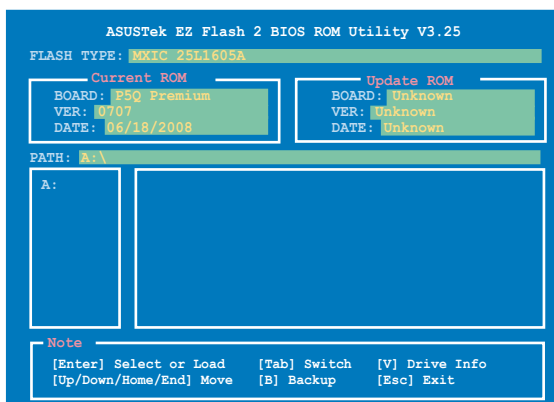 ASUSTek EZ Flash 2 BIOS ROM Utility V3.25
FLASH TYPE: MXIC 25L1605A
Current ROM
BOARD: P5Q Premium
VER: 0707
DATE: 06/18/2008
Update ROM
BOARD: Unknown
VER: Unknown
DATE: Unknown
PATH: A:\
A:
Note
[Enter] Select or Load [Tab] Switch [V] Drive Info
[Up/Down/Home/End] Move [B] Backup [Esc] Exit